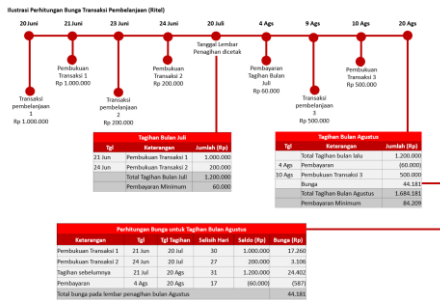 Ilustrasi Perhitungan Bunga Transaksi Pembelanjaan (Ritel)
20 Juni 21 Juni 23 Juni 24 Juni 20 Juli 4 Ags 9 Ags 10 Ags 20 Ags
Transaksi
pembelanjaan
1
Rp 1.000.000
Pembukuan
Transaksi 1
Rp 1.000.000
Transaksi
pembelanjaan
2
Rp 200.000
Pembukuan
Transaksi 2
Rp 200.000
Tanggal Lembar
Penagihan dicetak
Pembayaran
Tagihan Bulan
Juli
Rp 60.000
Transaksi
pembelanjaan
3
Rp 500.000
Pembukuan
Transaksi 3
Rp 500.000
Tagihan Bulan Juli
Tgl Keterangan Jumlah (Rp)
21 Jun Pembukuan Transaksi 1 1.000.000
24 Jun Pembukuan Transaksi 2 200.000
Total Tagihan Bulan Juli 1.200.000
Pembayaran Minimum 60.000
Tagihan Bulan Agustus
Tgl Keterangan Jumlah (Rp)
Total Tagihan bulan lalu 1.200.000
4 Ags Pembayaran (60.000)
10 Ags Pembukuan Transaksi 3 500.000
Bunga 44.181
Total Tagihan Bulan Agustus 1.684.181
Pembayaran Minimum 84.209
Perhitungan Bunga untuk Tagihan Bulan Agustus
Keterangan Tgl Tgl Tagihan Selisih Hari Saldo (Rp) Bunga (Rp)
Pembukuan Transaksi 1 21 Jun 20 Jul 30 1.000.000 17.260
Pembukuan Transaksi 2 24 Jun 20 Jul 27 200.000 3.106
Tagihan sebelumnya 21 Jul 20 Ags 31 1.200.000 24.402
Pembayaran 4 Ags 20 Ags 17 (60.000) (587)
Total bunga pada lembar penagihan bulan Agustus 44.181